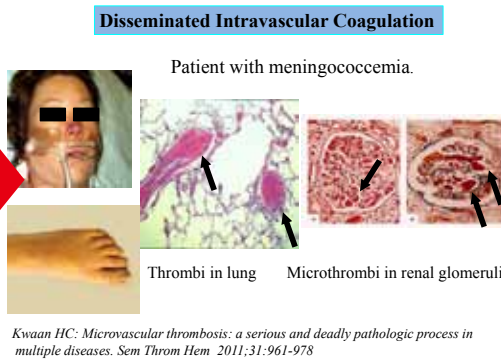 Disseminated Intravascular Coagulation
Patient with meningococcemia.
Thrombi in lung
Microthrombi in renal glomeruli
Kwaan HC: Microvascular thrombosis: a serious and deadly pathologic process in
multiple diseases. Sem Throm Hem 2011;31:961-978